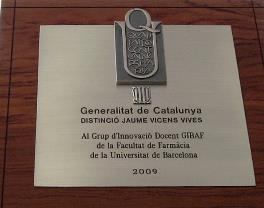 Generalitat de Catalunya
DISTINCIÓ JAUME VICENS VIVES
Al Grup d'Innovació Docent GIBAF
de la Facultat de Farmàcia
de la Universitat de Barcelona
2009